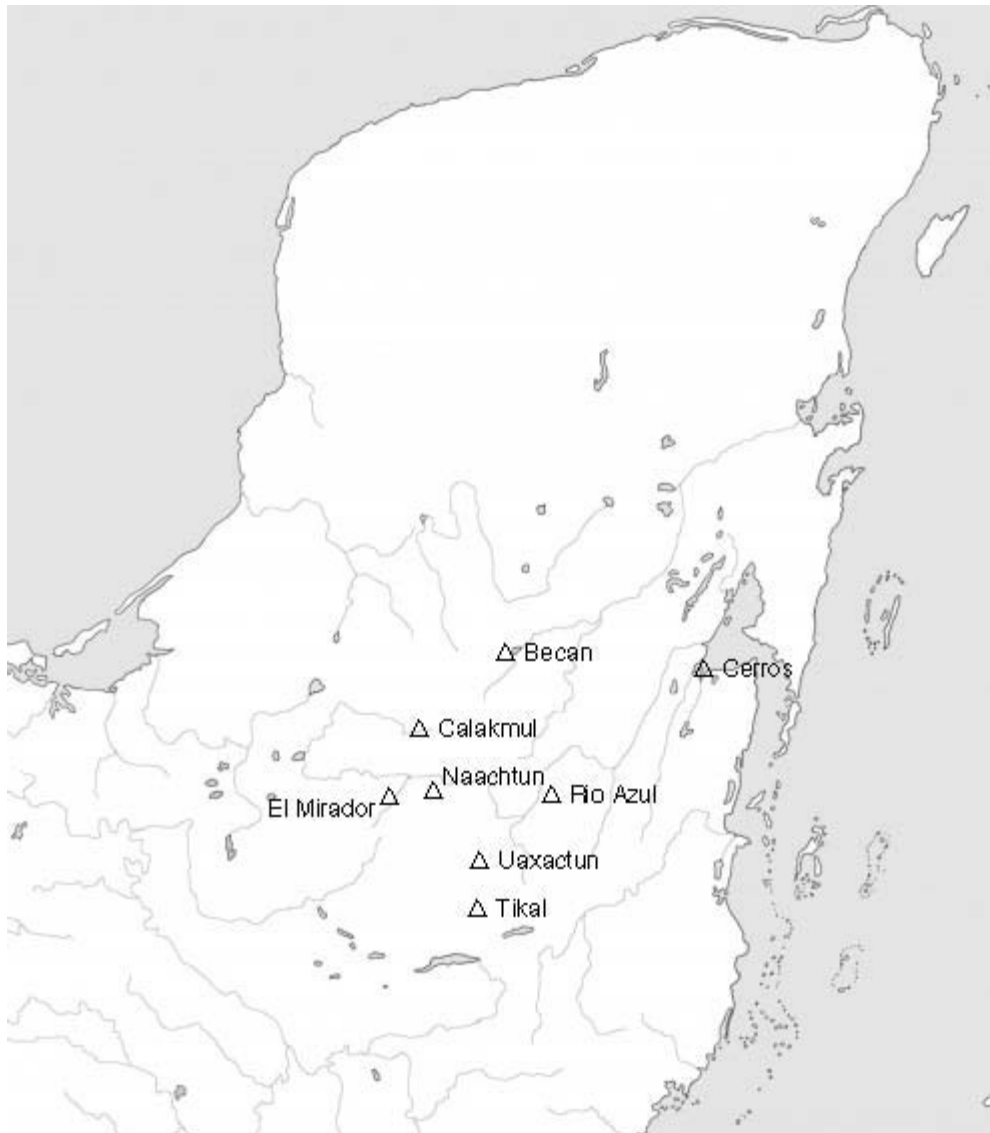 Becan
Cerros
Calakmul
Naachtun
El Mirador
Rio Azul
Uaxactun
Tikal